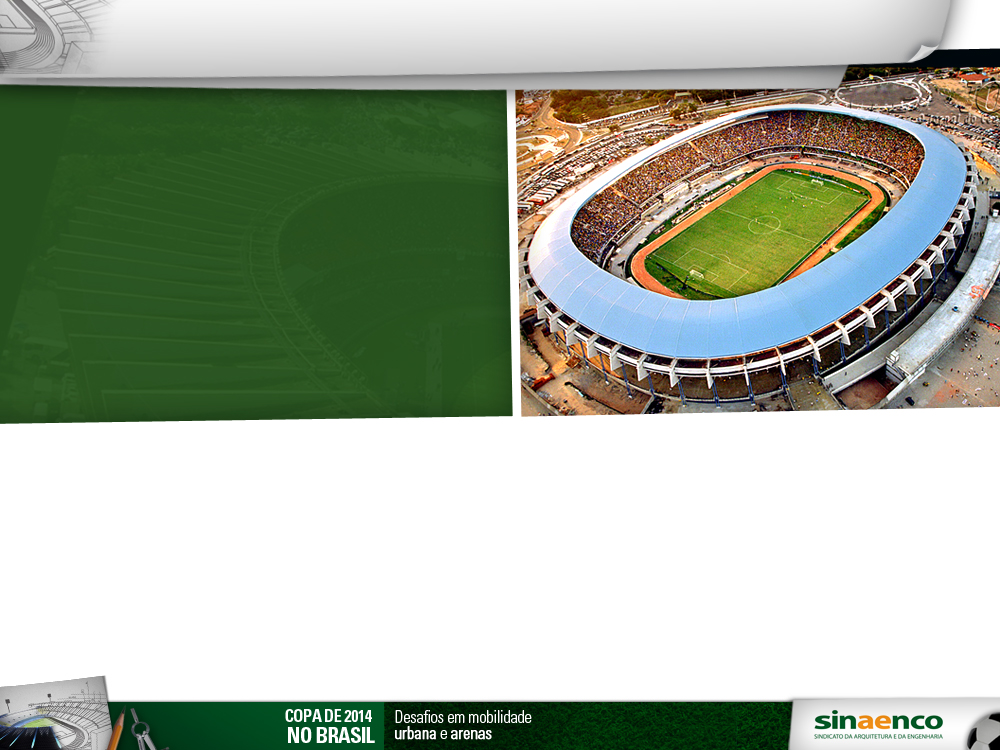 COPA DE 2014
NO BRASIL
Desafios em mobilidade
urbana e arenas
sinaenco
SINDICATO DA ARQUITETURA E DA ENGENHARIA